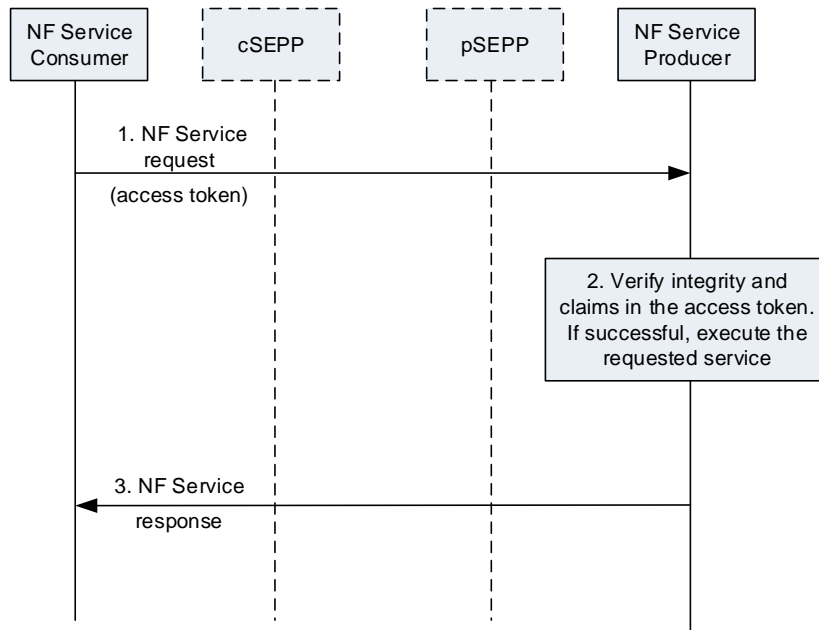 NF Service
Consumer
cSEPP
pSEPP
NF Service
Producer
1. NF Service
request
(access token)
2. Verify integrity and
claims in the access token.
If successful, execute the
requested service
3. NF Service
response